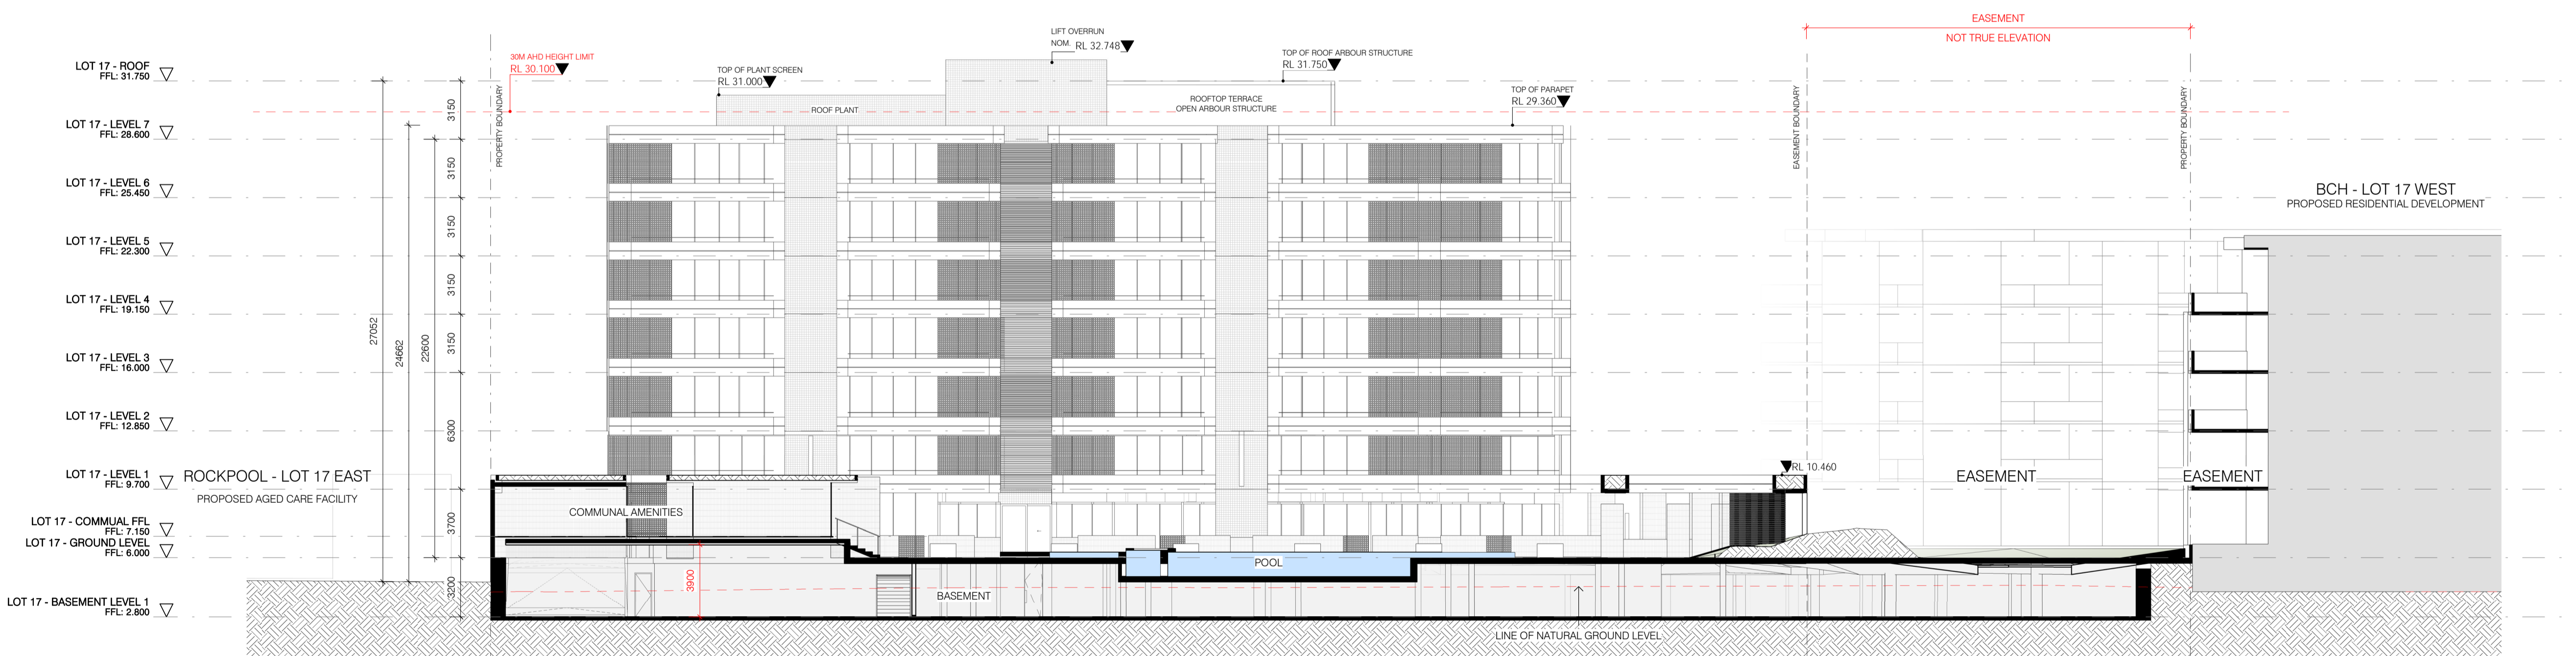 EASEMENT
NOT TRUE ELEVATION
LIFT OVERRUN
NOM. RL 32.748
TOP OF ROOF ARBOUR STRUCTURE
RL 31.750
30M AHD HEIGHT LIMIT
RL 30.100
TOP OF PLANT SCREEN
RL 31.000
TOP OF PARAPET
RL 29.360
ROOF PLANT
ROOFTOP TERRACE
OPEN ARBOUR STRUCTURE
LOT 17 - ROOF
FFL: 31.750
LOT 17 - LEVEL 7
FFL: 28.600
LOT 17 - LEVEL 6
FFL: 25.450
LOT 17 - LEVEL 5
FFL: 22.300
LOT 17 - LEVEL 4
FFL: 19.150
LOT 17 - LEVEL 3
FFL: 16.000
LOT 17 - LEVEL 2
FFL: 12.850
LOT 17 - LEVEL 1
FFL: 9.700
LOT 17 - COMMUAL FFL
FFL: 7.150
LOT 17 - GROUND LEVEL
FFL: 6.000
LOT 17 - BASEMENT LEVEL 1
FFL: 2.800
ROCKPOOL - LOT 17 EAST
PROPOSED AGED CARE FACILITY
27052
24662
22600
3150
3150
3150
3150
3150
6300
3700
3200
3900
PROPERTY BOUNDARY
EASEMENT BOUNDARY
PROPERTY BOUNDARY
BCH - LOT 17 WEST
PROPOSED RESIDENTIAL DEVELOPMENT
RL 10.460
EASEMENT
EASEMENT
COMMUNAL AMENITIES
POOL
BASEMENT
LINE OF NATURAL GROUND LEVEL